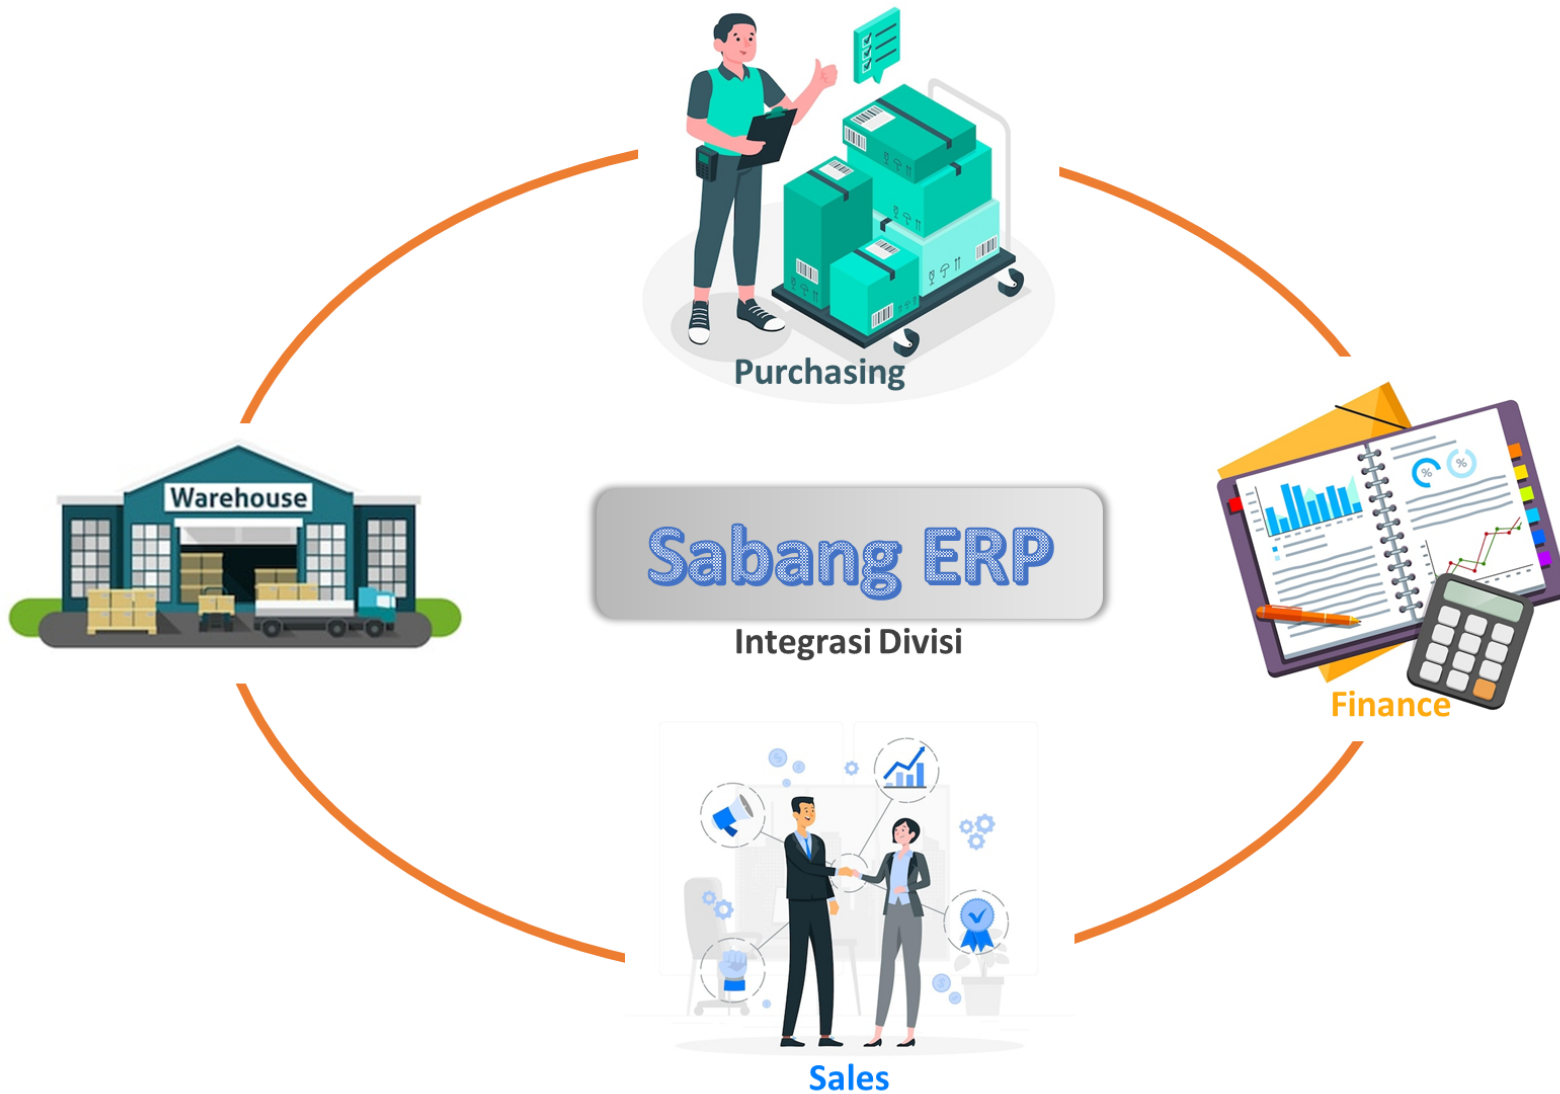 Purchasing
Warehouse
Sabang ERP
Integrasi Divisi
%
%
Finance
Sales